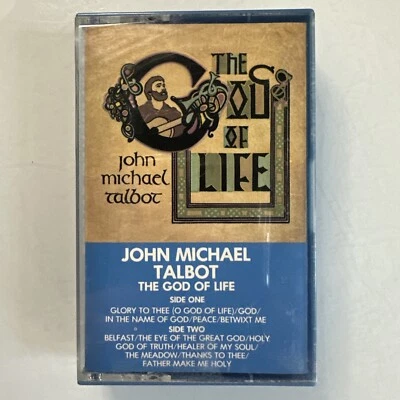 THE
GOD
OF
LIFE
john
michael
talbot
JOHN MICHAEL
TALBOT
THE GOD OF LIFE
SIDE ONE
GLORY TO THEE (O GOD OF LIFE)/GOD/
IN THE NAME OF GOD/PEACE/BETWIXT ME
SIDE TWO
BELFAST/THE EYE OF THE GREAT GOD/HOLY
GOD OF TRUTH/HEALER OF MY SOUL/
THE MEADOW/THANKS TO THEE/
FATHER MAKE ME HOLY